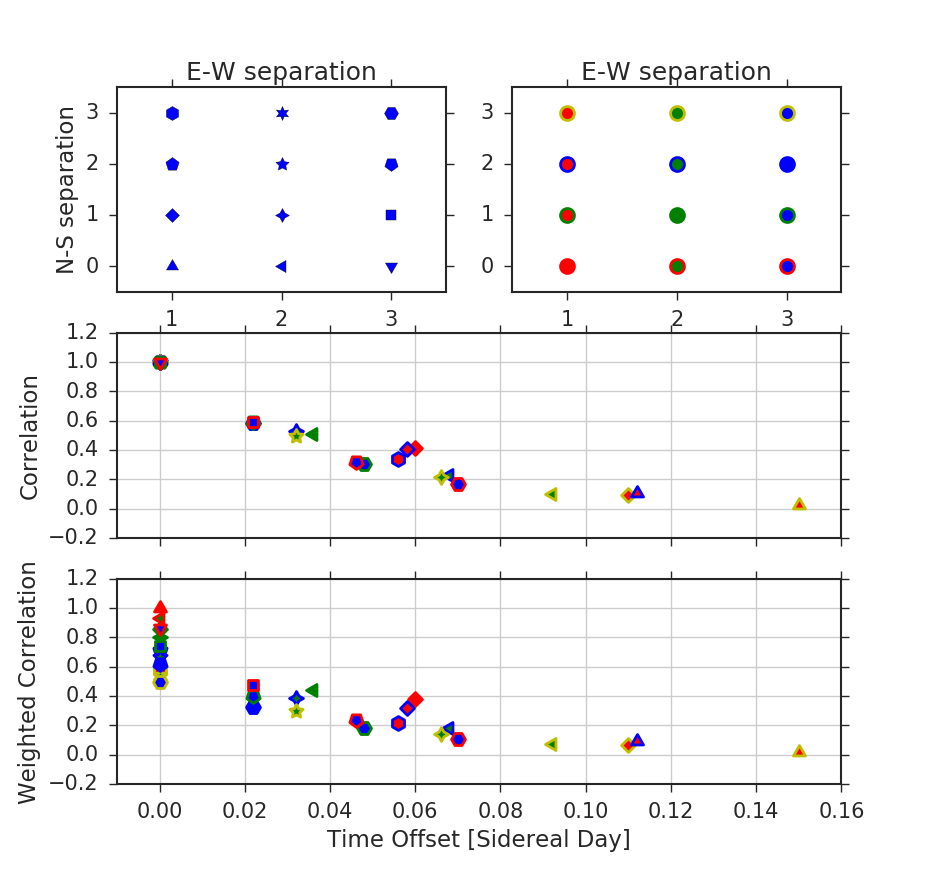 E-W separation E-W separation
N-S separation
3 3
2 2
1 1
0 0
1 2 3 1 2 3
Correlation
1.2
1.0
0.8
0.6
0.4
0.2
0.0
−0.2
Weighted Correlation
1.2
1.0
0.8
0.6
0.4
0.2
0.0
−0.2
0.00 0.02 0.04 0.06 0.08 0.10 0.12 0.14 0.16
Time Offset [Sidereal Day]